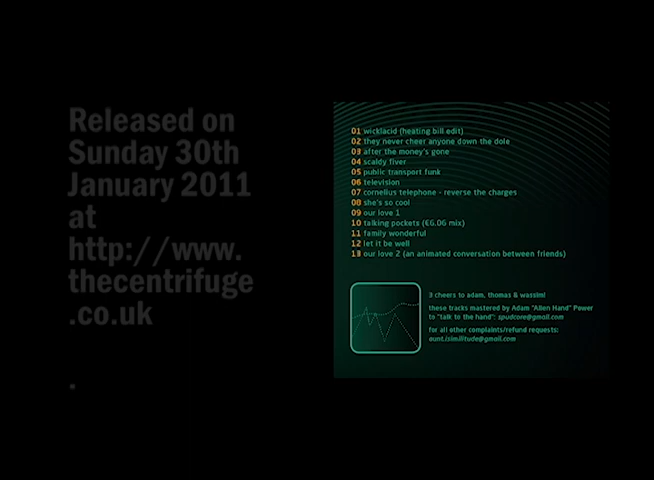 Released on
Sunday 30th
January 2011
at
http://www.
thecentrifuge
.co.uk
.
01 wicklacid (heating bill edit)
02 they never cheer anyone down the dole
03 after the money's gone
04 scaldy fiver
05 public transport funk
06 television
07 cornelius telephone - reverse the charges
08 she's so cool
09 our love 1
10 talking pockets (€6.06 mix)
11 family wonderful
12 let it be well
13 our love 2 (an animated conversation between friends)
3 cheers to adam, thomas & wassim!
these tracks mastered by Adam "Alien Hand" Power
to "talk to the hand": spudcore@gmail.com
for all other complaints/refund requests:
aunt.isimilitude@gmail.com